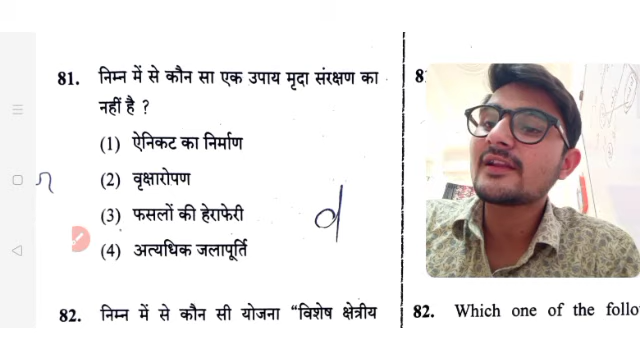 81. निम्न में से कौन सा एक उपाय मृदा संरक्षण का
नहीं है ?
(1) ऐनिकट का निर्माण
(2) वृक्षारोपण
(3) फसलों की हेराफेरी
(4) अत्यधिक जलापूर्ति
d
82. निम्न में से कौन सी योजना “विशेष क्षेत्रीय
8
82. Which one of the follo